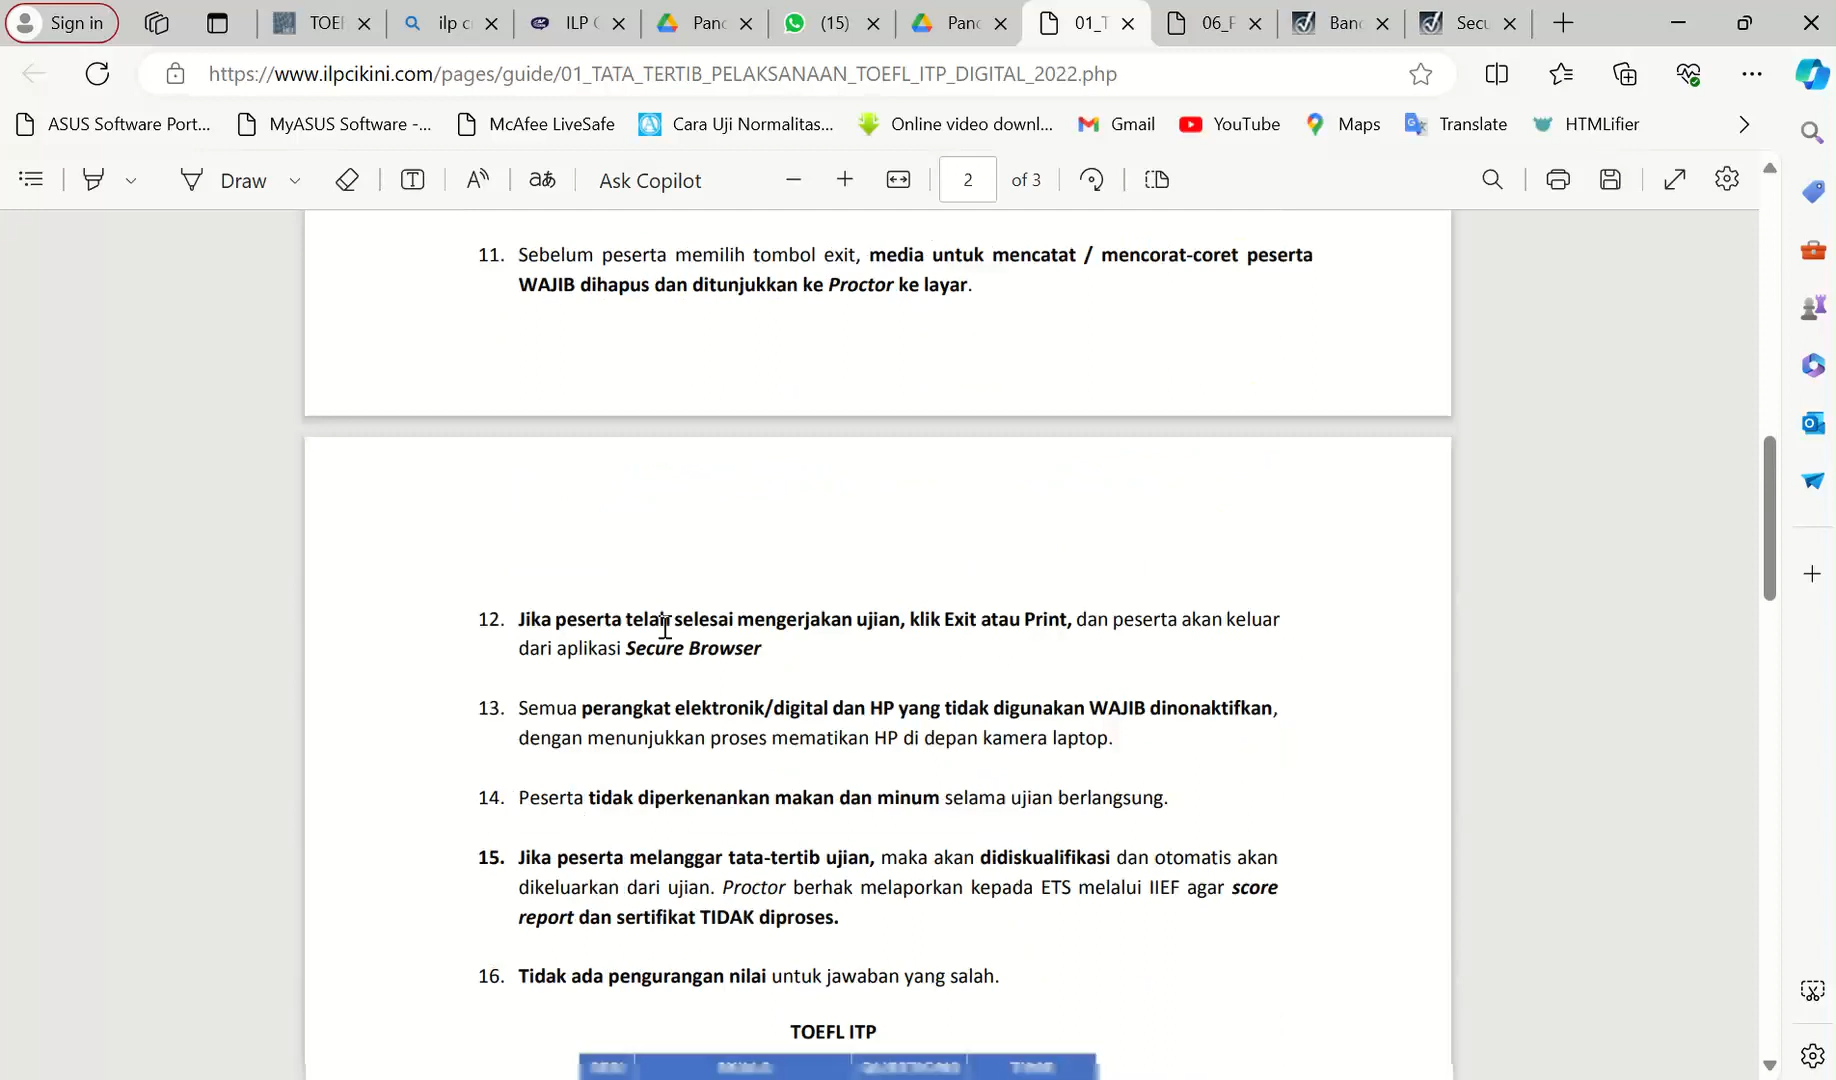 Sign in
TOEI
ilp c
ILP C
Panc
(15)
Panc
01_T
06_F
Banc
Secu
https://www.ilpcikini.com/pages/guide/01_TATA_TERTIB_PELAKSANAAN_TOEFL_ITP_DIGITAL_2022.php
ASUS Software Port...
MyASUS Software -...
McAfee LiveSafe
Cara Uji Normalitas...
Online video downl...
Gmail
YouTube
Maps
Translate
HTMLifier
Draw
Ask Copilot
2 of 3
11. Sebelum peserta memilih tombol exit, media untuk mencatat / mencorat-coret peserta
WAJIB dihapus dan ditunjukkan ke Proctor ke layar.
12. Jika peserta telah selesai mengerjakan ujian, klik Exit atau Print, dan peserta akan keluar
dari aplikasi Secure Browser
13. Semua perangkat elektronik/digital dan HP yang tidak digunakan WAJIB dinonaktifkan,
dengan menunjukkan proses mematikan HP di depan kamera laptop.
14. Peserta tidak diperkenankan makan dan minum selama ujian berlangsung.
15. Jika peserta melanggar tata-tertib ujian, maka akan didiskualifikasi dan otomatis akan
dikeluarkan dari ujian. Proctor berhak melaporkan kepada ETS melalui IIEF agar score
report dan sertifikat TIDAK diproses.
16. Tidak ada pengurangan nilai untuk jawaban yang salah.
TOEFL ITP